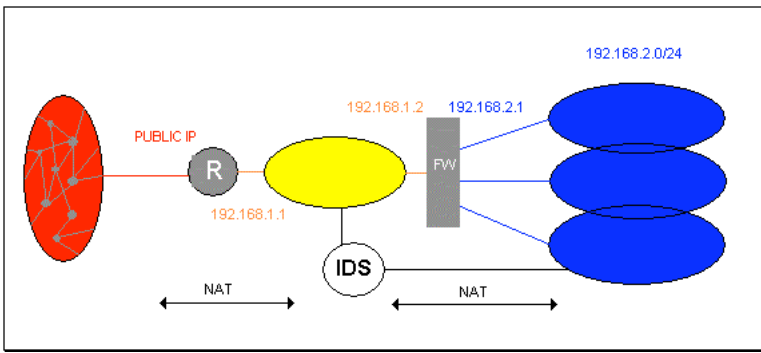 192.168.2.0/24
192.168.1.2
192.168.2.1
PUBLIC IP
R
FW
192.168.1.1
IDS
NAT
NAT